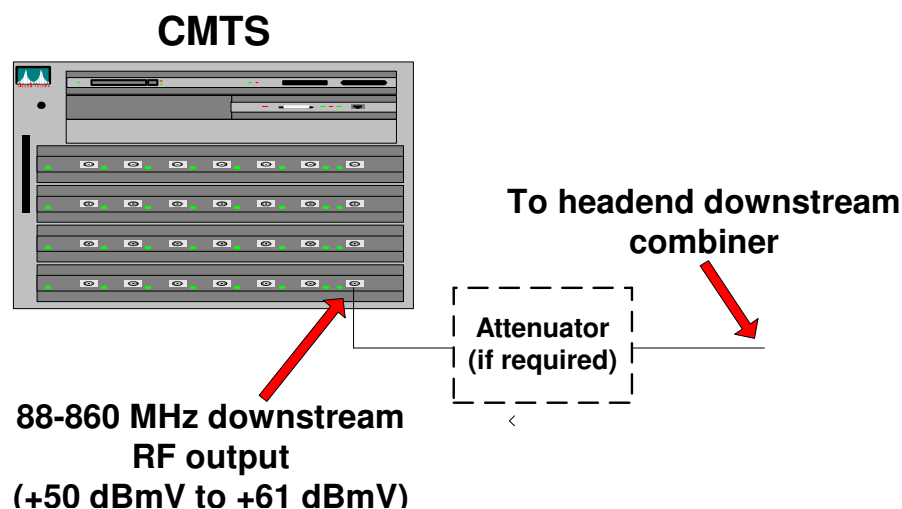 CMTS
To headend downstream
combiner
Attenuator
(if required)
88-860 MHz downstream
RF output
(+50 dBmV to +61 dBmV)